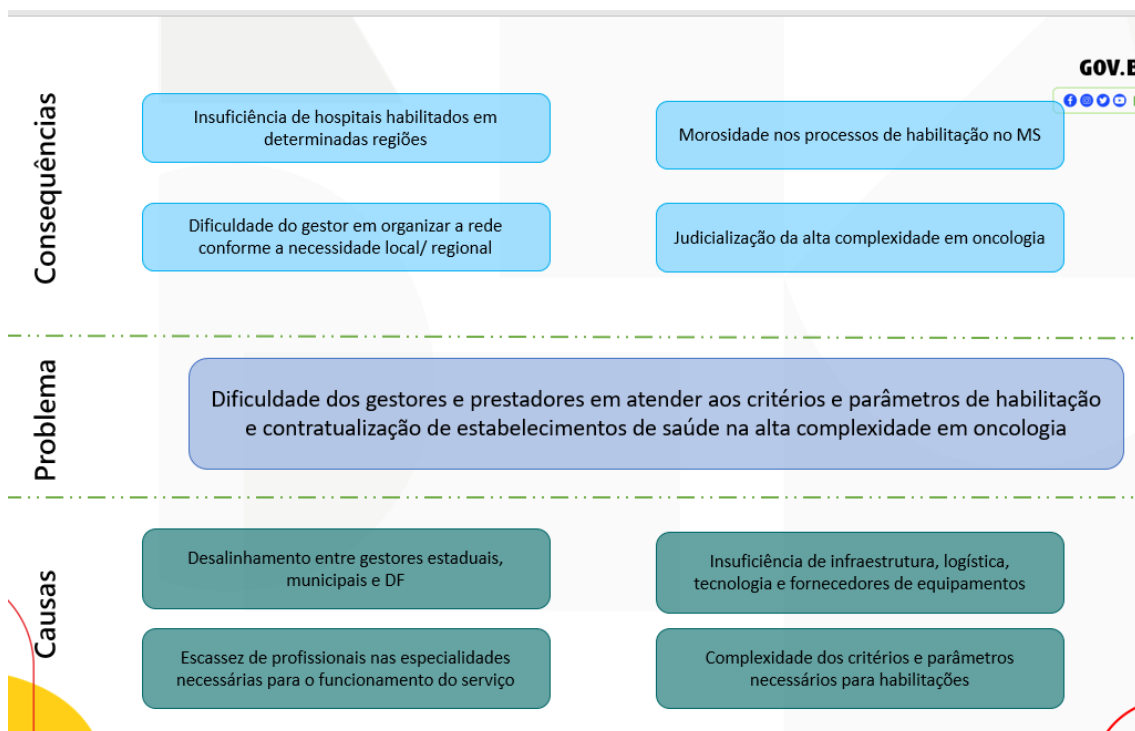 GOV.B
Consequências
Insuficiência de hospitais habilitados em
determinadas regiões
Morosidade nos processos de habilitação no MS
Dificuldade do gestor em organizar a rede
conforme a necessidade local/ regional
Judicialização da alta complexidade em oncologia
Problema
Dificuldade dos gestores e prestadores em atender aos critérios e parâmetros de habilitação
e contratualização de estabelecimentos de saúde na alta complexidade em oncologia
Causas
Desalinhamento entre gestores estaduais,
municipais e DF
Insuficiência de infraestrutura, logística,
tecnologia e fornecedores de equipamentos
Escassez de profissionais nas especialidades
necessárias para o funcionamento do serviço
Complexidade dos critérios e parâmetros
necessários para habilitações